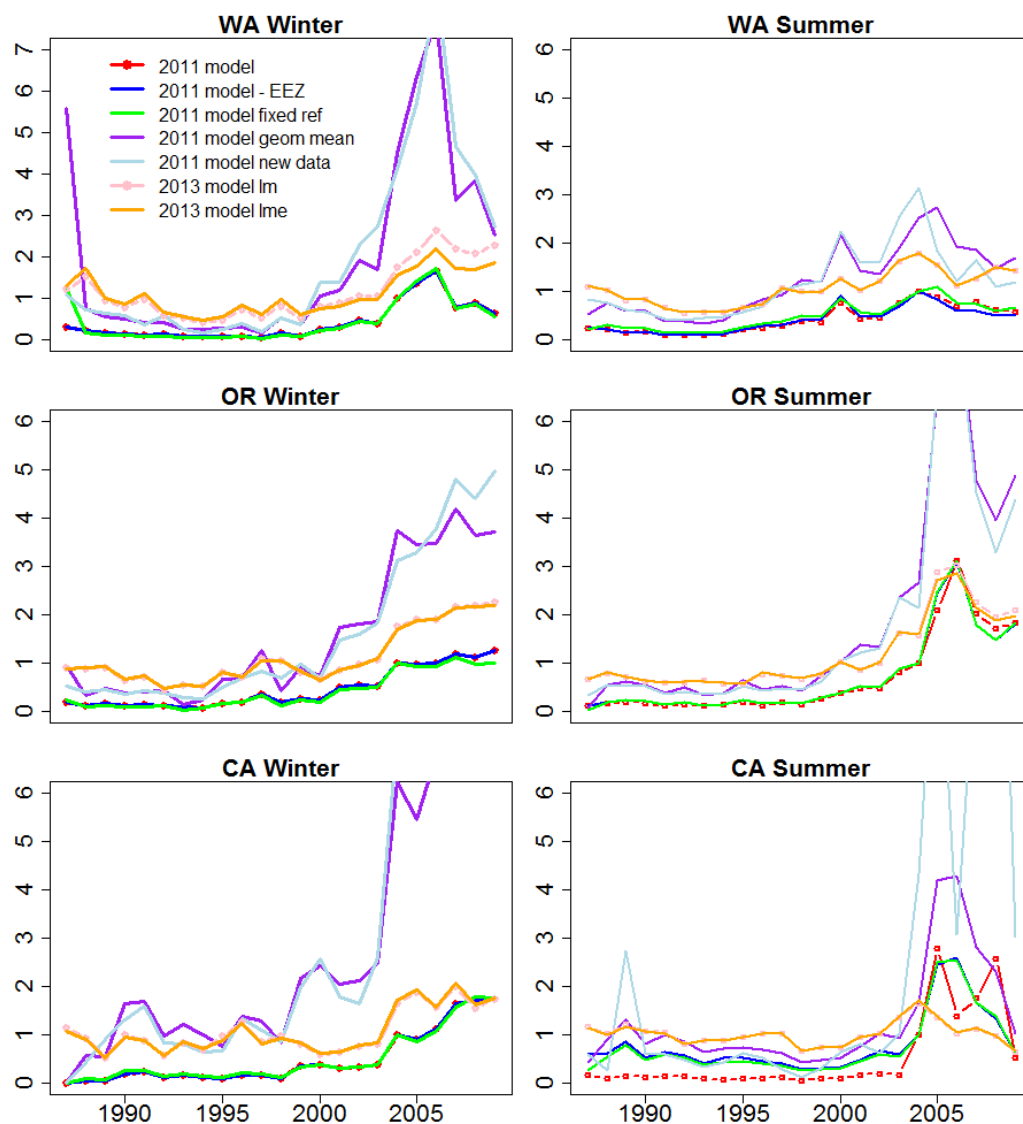 WA Winter
7
6
5
4
3
2
1
0
2011 model
2011 model - EEZ
2011 model fixed ref
2011 model geom mean
2011 model new data
2013 model lm
2013 model lme
WA Summer
6
5
4
3
2
1
0
OR Winter
6
5
4
3
2
1
0
OR Summer
6
5
4
3
2
1
0
CA Winter
6
5
4
3
2
1
0
1990 1995 2000 2005
CA Summer
6
5
4
3
2
1
0
1990 1995 2000 2005